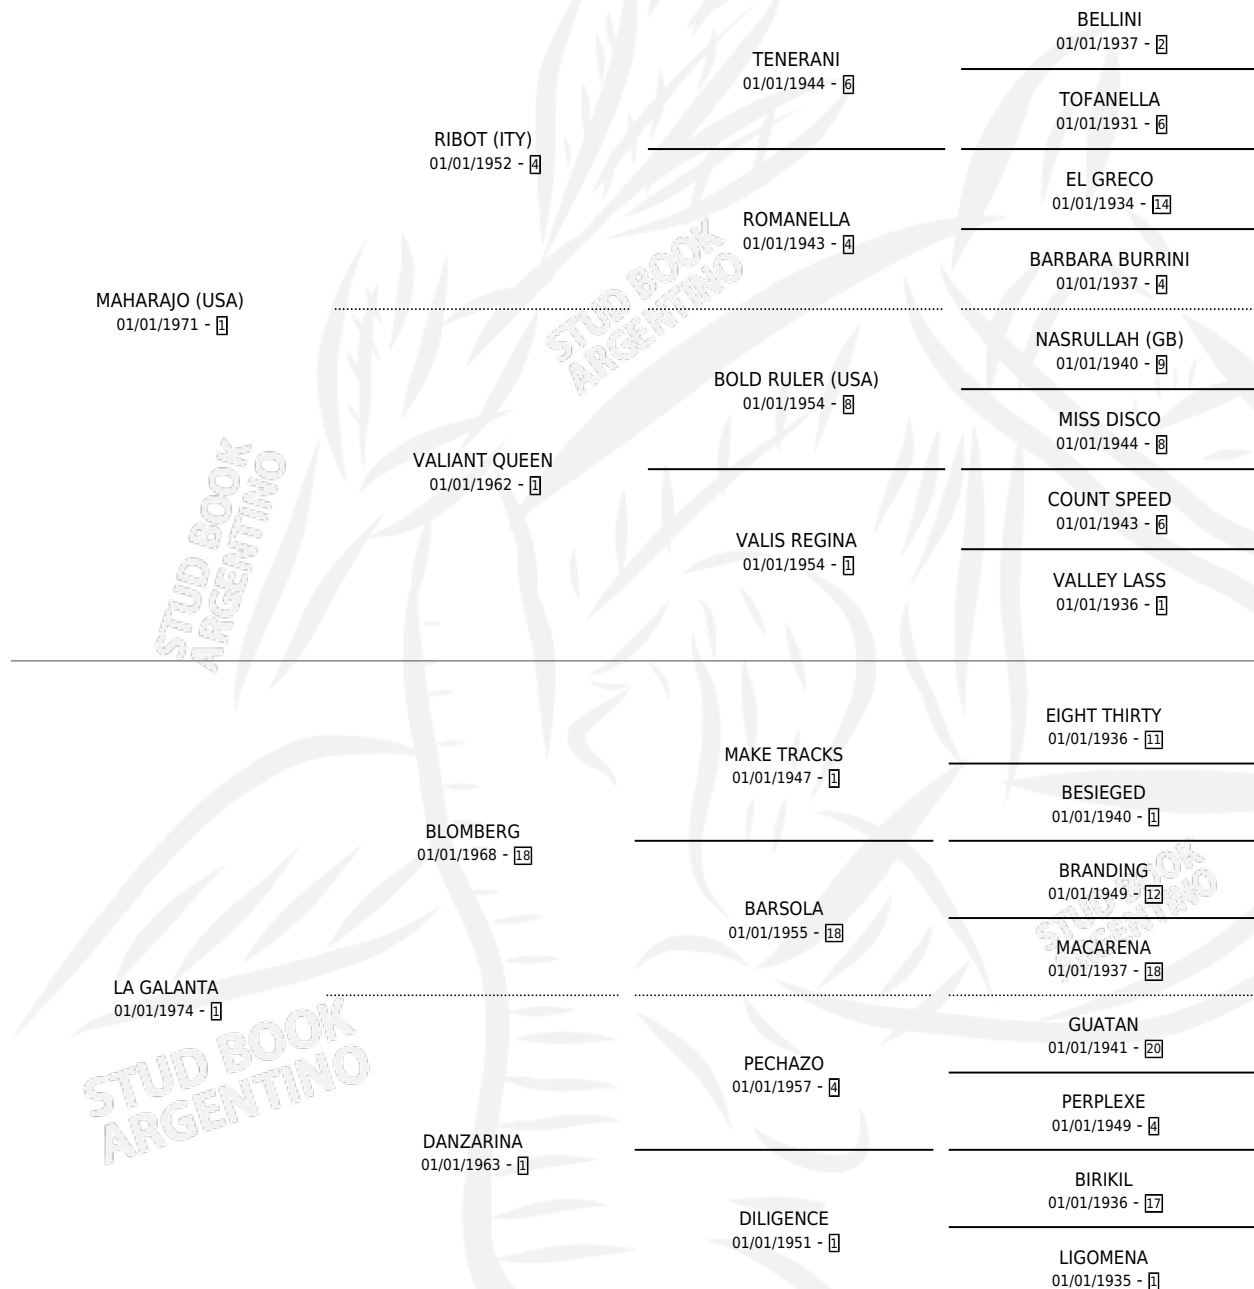 BELLINI
01/01/1937 - 2
TENERANI
01/01/1944 - 6
TOFANELLA
01/01/1931 - 6
RIBOT (ITY)
01/01/1952 - 4
EL GRECO
01/01/1934 - 14
ROMANELLA
01/01/1943 - 4
BARBARA BURRINI
01/01/1937 - 4
MAHARAJO (USA)
01/01/1971 - 1
STUD BOOK
ARGENTINO
NASRULLAH (GB)
01/01/1940 - 9
BOLD RULER (USA)
01/01/1954 - 8
MISS DISCO
01/01/1944 - 8
VALIANT QUEEN
01/01/1962 - 1
COUNT SPEED
01/01/1943 - 6
VALIS REGINA
01/01/1954 - 1
VALLEY LASS
01/01/1936 - 1
STUD BOOK
ARGENTINO
EIGHT THIRTY
01/01/1936 - 11
MAKE TRACKS
01/01/1947 - 1
BESIEGED
01/01/1940 - 1
BLOMBERG
01/01/1968 - 18
BRANDING
01/01/1949 - 12
BARSOLA
01/01/1955 - 18
MACARENA
01/01/1937 - 18
STUD BOOK
ARGENTINO
LA GALANTA
01/01/1974 - 1
GUATAN
01/01/1941 - 20
PECHAZO
01/01/1957 - 4
PERPLEXE
01/01/1949 - 4
STUD BOOK
ARGENTINO
DANZARINA
01/01/1963 - 1
BIRIKIL
01/01/1936 - 17
DILIGENCE
01/01/1951 - 1
LIGOMENA
01/01/1935 - 1